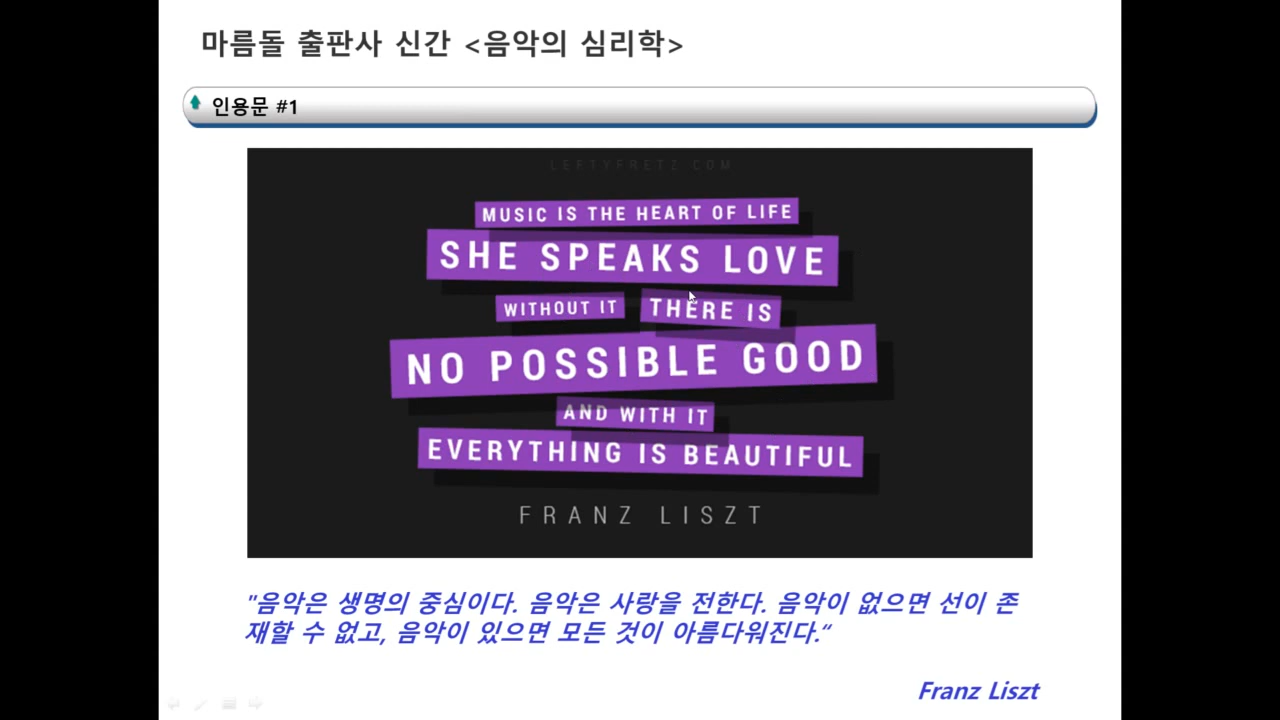 마름돌 출판사 신간 <음악의 심리학>
인용문 #1
LEFTYFRETZ.COM
MUSIC IS THE HEART OF LIFE
SHE SPEAKS LOVE
WITHOUT IT THERE IS
NO POSSIBLE GOOD
AND WITH IT
EVERYTHING IS BEAUTIFUL
FRANZ LISZT
"음악은 생명의 중심이다. 음악은 사랑을 전한다. 음악이 없으면 선이 존
재할 수 없고, 음악이 있으면 모든 것이 아름다워진다.“
Franz Liszt